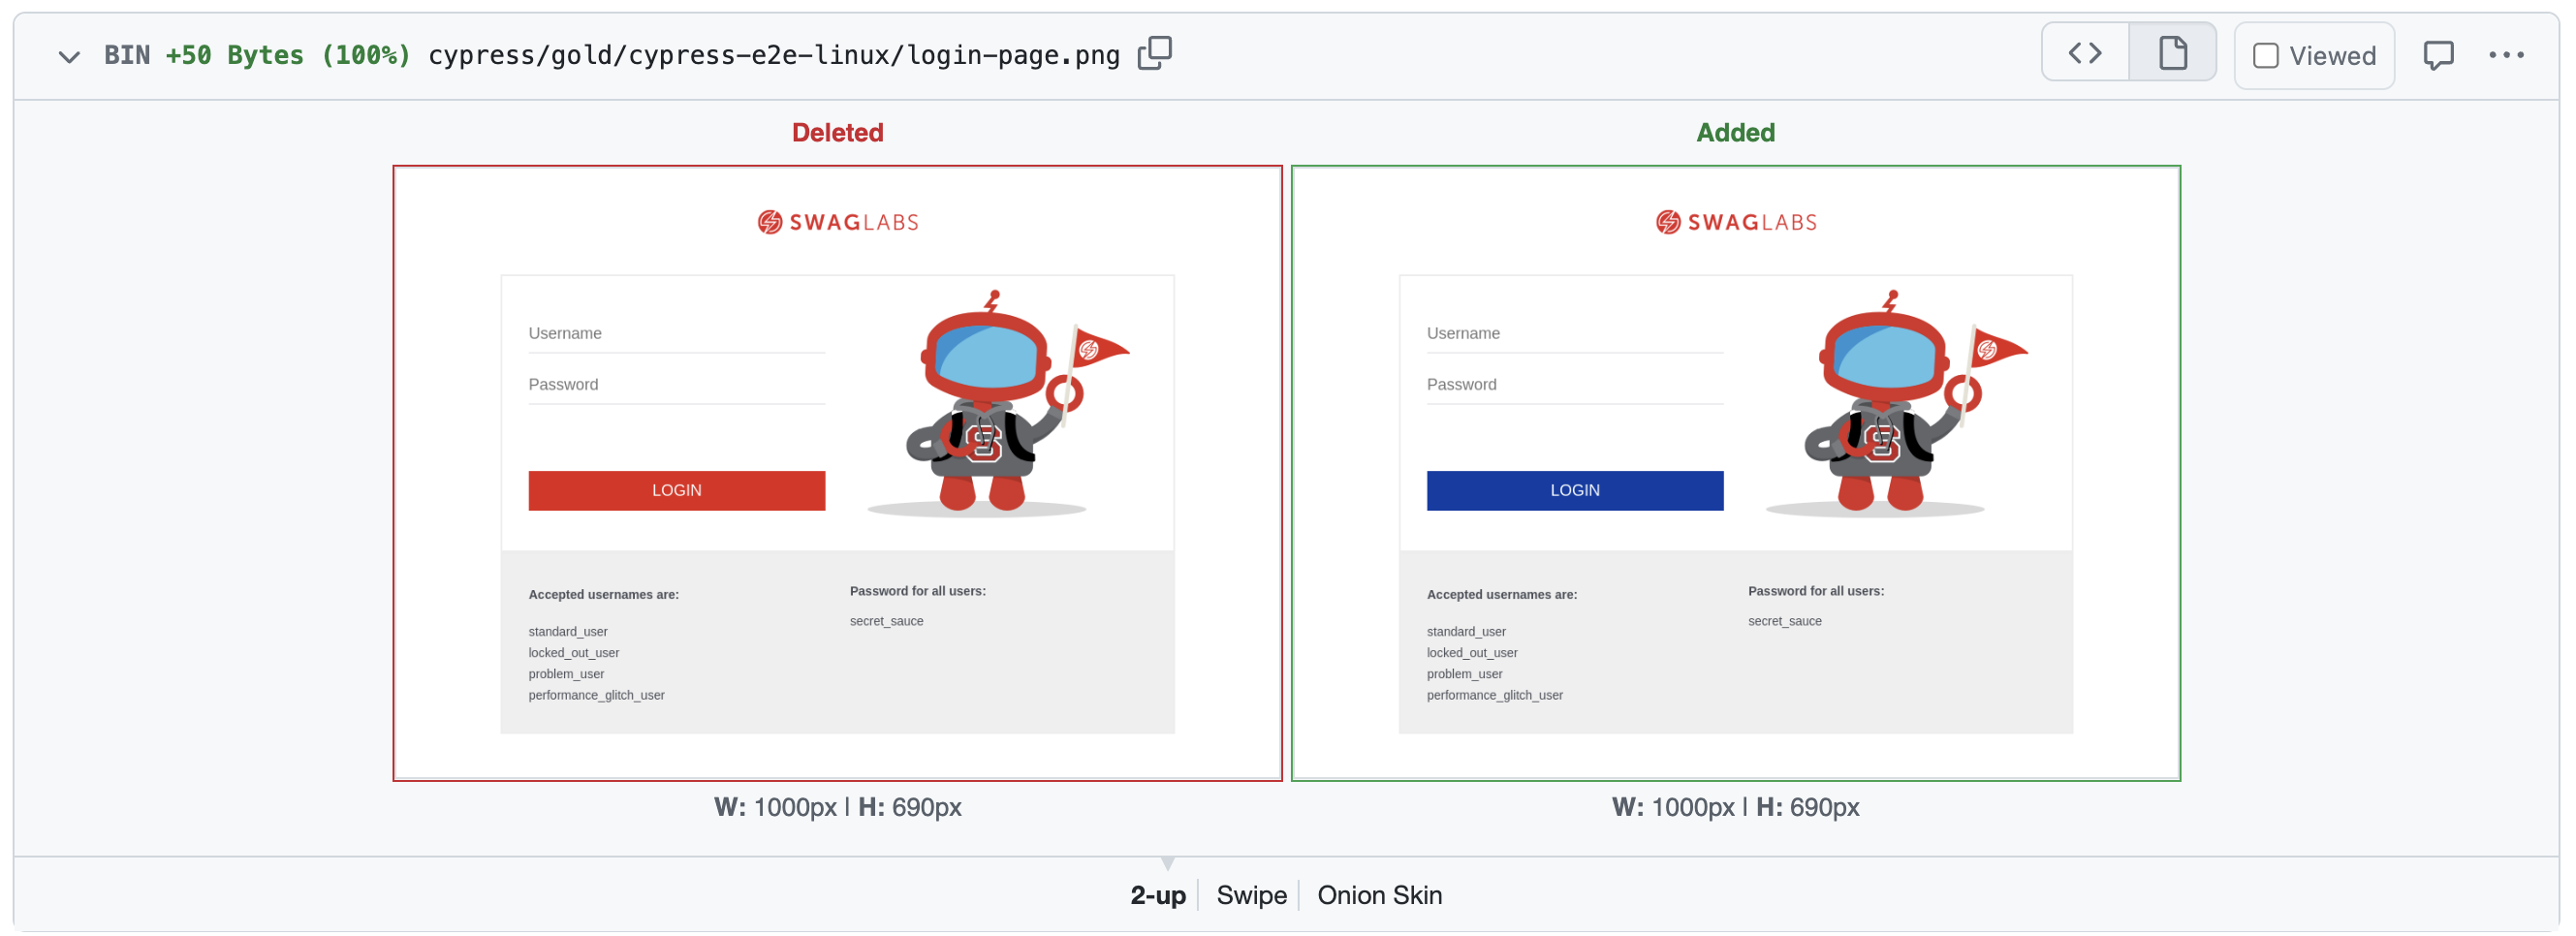 BIN +50 Bytes (100%) cypress/gold/cypress-e2e-linux/login-page.png
Viewed
Deleted
SWAGLABS
Username
Password
LOGIN
S
Accepted usernames are:
standard_user
locked_out_user
problem_user
performance_glitch_user
Password for all users:
secret_sauce
W: 1000px | H: 690px
Added
SWAGLABS
Username
Password
LOGIN
S
Accepted usernames are:
standard_user
locked_out_user
problem_user
performance_glitch_user
Password for all users:
secret_sauce
W: 1000px | H: 690px
2-up
Swipe
Onion Skin